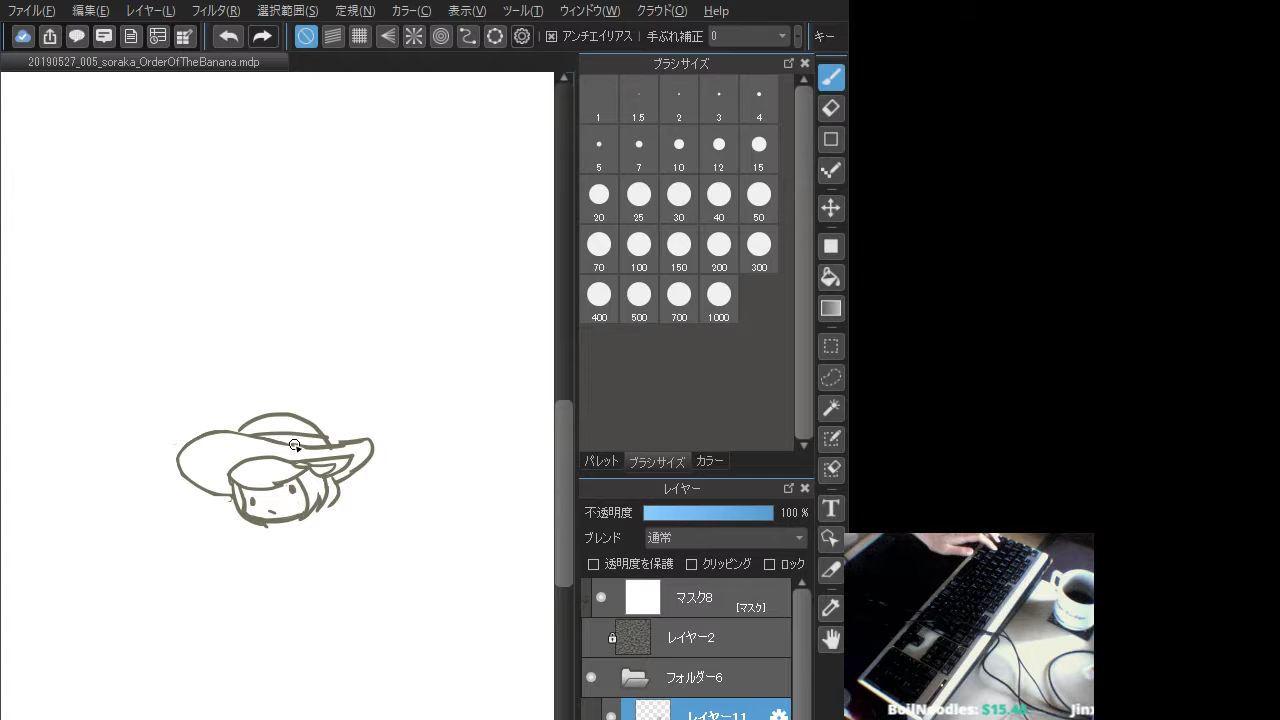 ファイル(F) 編集(E) レイヤー(L) フィルタ(R) 選択範囲(S) 定規(N) カラー(C) 表示(V) ツール(T) ウィンドウ(W) クラウド(O) Help
アンチエイリアス 手ぶれ補正 0 キー
20190527_005_soraka_OrderOfTheBanana.mdp
ブラシサイズ
1 1.5 2 3 4
5 7 10 12 15
20 25 30 40 50
70 100 150 200 300
400 500 700 1000
パレット ブラシサイズ カラー
レイヤー
不透明度 100 %
ブレンド 通常
透明度を保護 クリッピング ロック
マスク8
[マスク]
レイヤー2
フォルダー6
レイヤー11
T
BoilNoodles: $15.4
Jinx